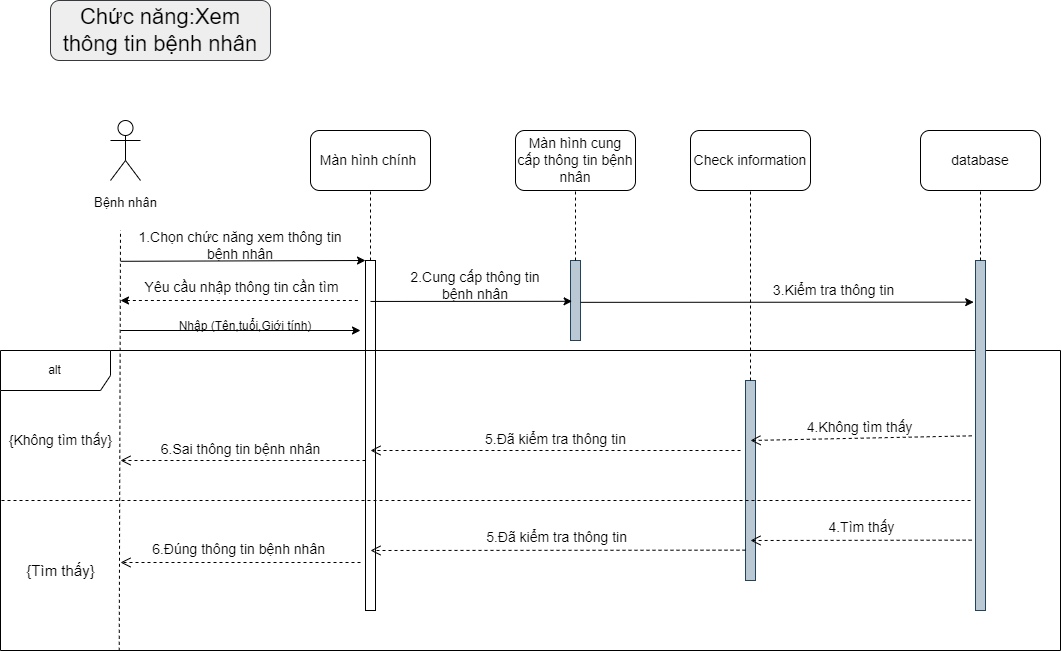 Chức năng:Xem
thông tin bệnh nhân
Bệnh nhân
Màn hình chính
Màn hình cung
cấp thông tin bệnh
nhân
Check information
database
1.Chọn chức năng xem thông tin
bệnh nhân
Yêu cầu nhập thông tin cần tìm
2.Cung cấp thông tin
bệnh nhân
3.Kiểm tra thông tin
Nhập (Tên,tuổi,Giới tính)
alt
{Không tìm thấy}
4.Không tìm thấy
5.Đã kiểm tra thông tin
6.Sai thông tin bệnh nhân
4.Tìm thấy
5.Đã kiểm tra thông tin
6.Đúng thông tin bệnh nhân
{Tìm thấy}